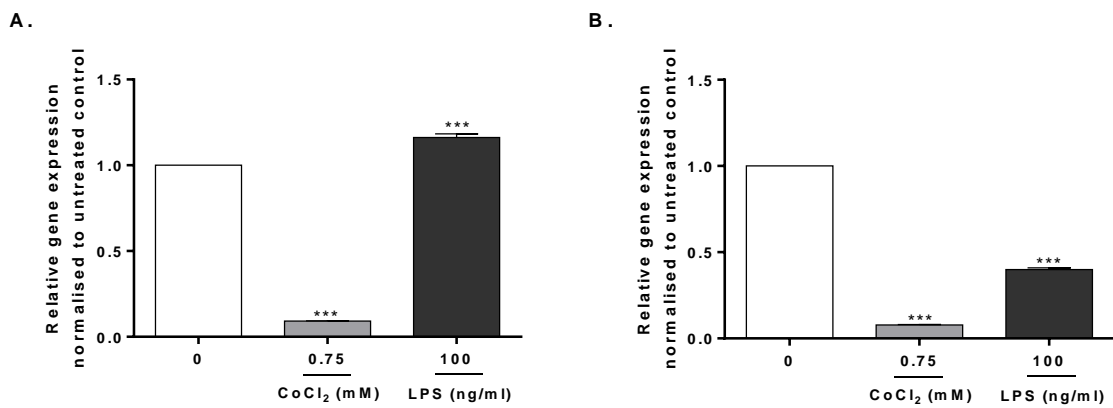 A.
Relative gene expression
normalised to untreated control
1.5
1.0
0.5
0.0
***
***
0
0.75
100
CoCl₂ (mM)
LPS (ng/ml)
B.
Relative gene expression
normalised to untreated control
1.5
1.0
0.5
0.0
***
***
0
0.75
100
CoCl₂ (mM)
LPS (ng/ml)